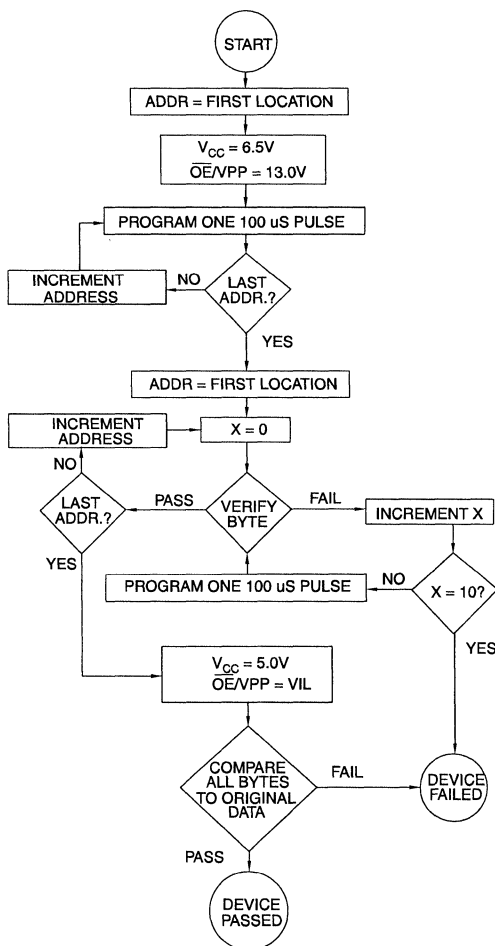 START
ADDR = FIRST LOCATION
VCC = 6.5V
OE/VPP = 13.0V
PROGRAM ONE 100 uS PULSE
INCREMENT
ADDRESS
NO
LAST
ADDR.?
YES
ADDR = FIRST LOCATION
INCREMENT
ADDRESS
X = 0
NO
LAST
ADDR.?
PASS
VERIFY
BYTE
FAIL
INCREMENT X
YES
PROGRAM ONE 100 uS PULSE
NO
X = 10?
YES
VCC = 5.0V
OE/VPP = VIL
COMPARE
ALL BYTES
TO ORIGINAL
DATA
FAIL
DEVICE
FAILED
PASS
DEVICE
PASSED